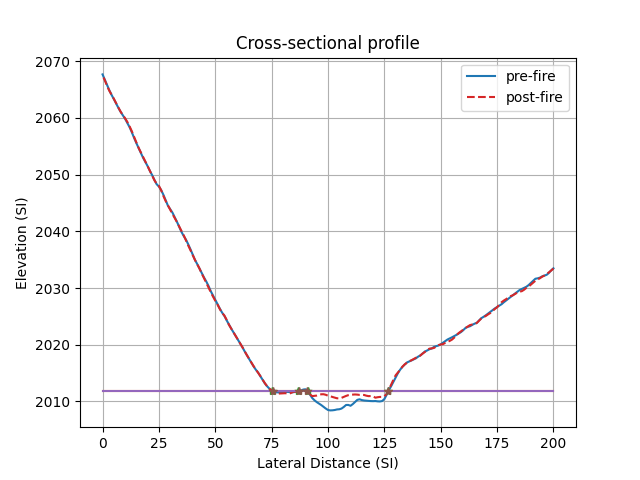 Cross-sectional profile
pre-fire
post-fire
2070
2060
2050
2040
2030
2020
2010
Elevation (SI)
0 25 50 75 100 125 150 175 200
Lateral Distance (SI)